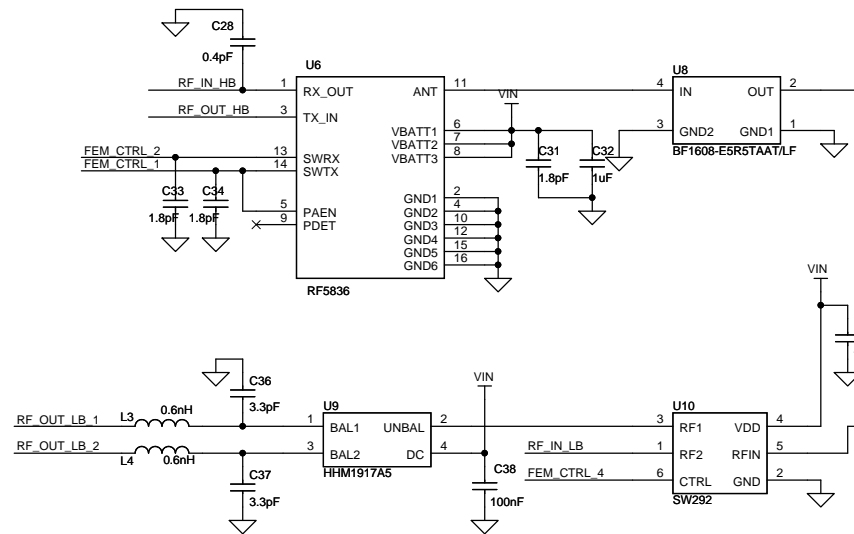 C28
0.4pF
U6
RF_IN_HB 1 RX_OUT ANT 11
RF_OUT_HB 3 TX_IN
VIN
VBATT1 6
VBATT2 7
VBATT3 8
FEM_CTRL_2 13 SWRX
FEM_CTRL_1 14 SWTX
C31
1.8pF
C32
1uF
C33
1.8pF
C34
1.8pF
5 PAEN
9 PDET
GND1 2
GND2 4
GND3 10
GND4 12
GND5 15
GND6 16
RF5836
U8
4 IN OUT 2
3 GND2 GND1 1
BF1608-E5R5TAAT/LF
VIN
C36
3.3pF
RF_OUT_LB_1 L3 0.6nH
RF_OUT_LB_2 L4 0.6nH
C37
3.3pF
U9
1 BAL1 UNBAL 2
3 BAL2 DC 4
HHM1917A5
VIN
C38
100nF
U10
3 RF1 VDD 4
RF_IN_LB 1 RF2 RFIN 5
FEM_CTRL_4 6 CTRL GND 2
SW292